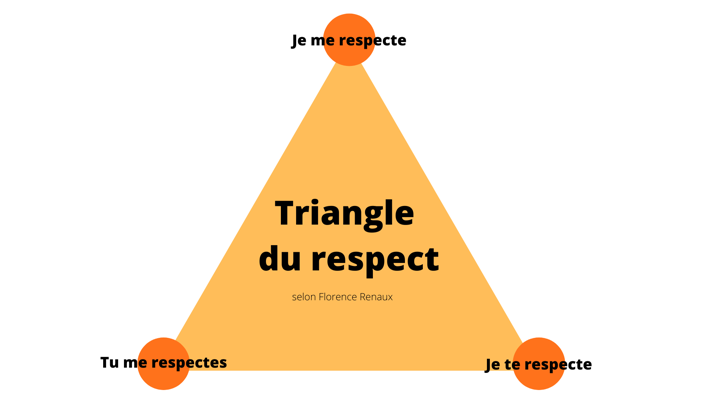 Je me respecte
Triangle
du respect
selon Florence Renaux
Tu me respectes
Je te respecte